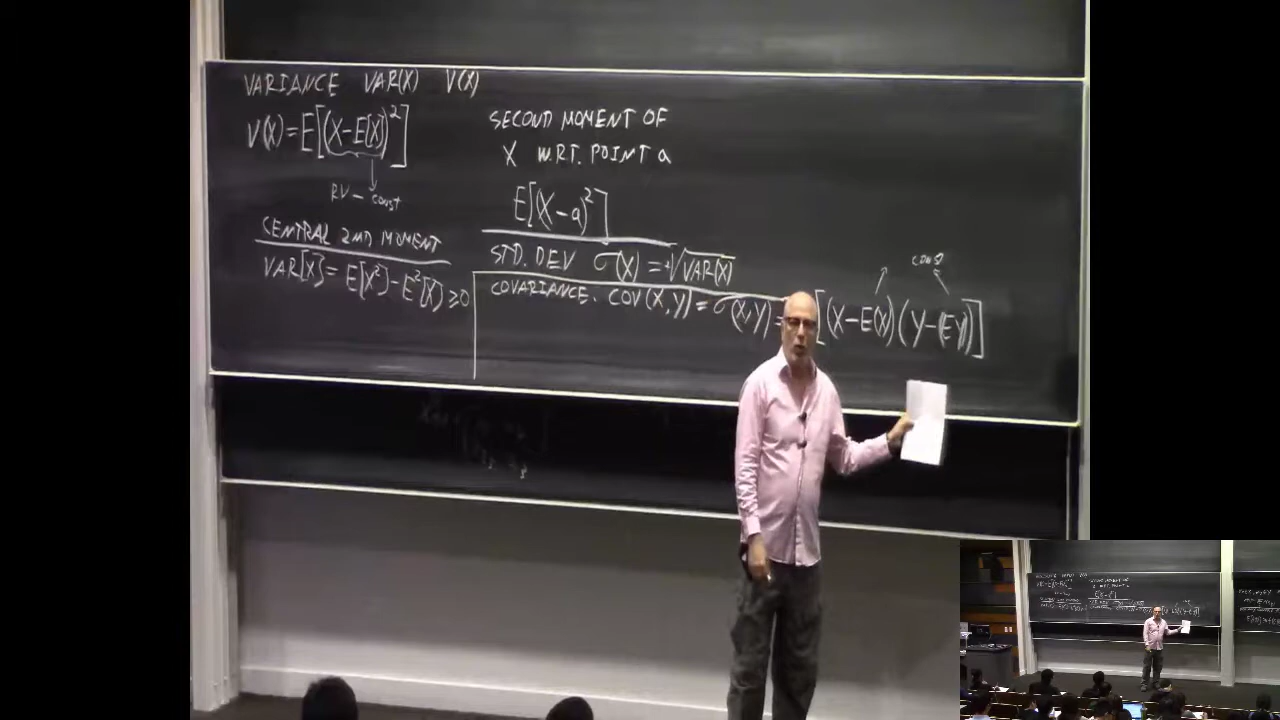 VARIANCE VAR(X) V(X)
V(X)=E[(X-E[X])²]
RV - const
CENTRAL 2ND MOMENT
VAR[X]= E[X²]-E²[X] ≥0
SECOND MOMENT OF
X W.R.T. POINT a
E[(X-a)²]
STD. DEV σ(X) = +√VAR(X)
CONST
COVARIANCE. COV(X,Y) = σ(X,Y) = [(X-E(X)(Y-(EY)]